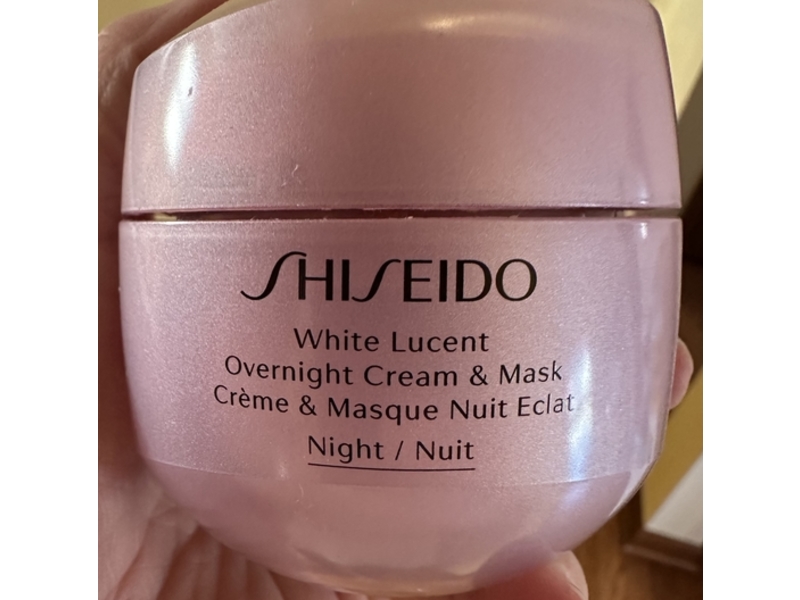 SHISEIDO
White Lucent
Overnight Cream & Mask
Crème & Masque Nuit Eclat
Night / Nuit